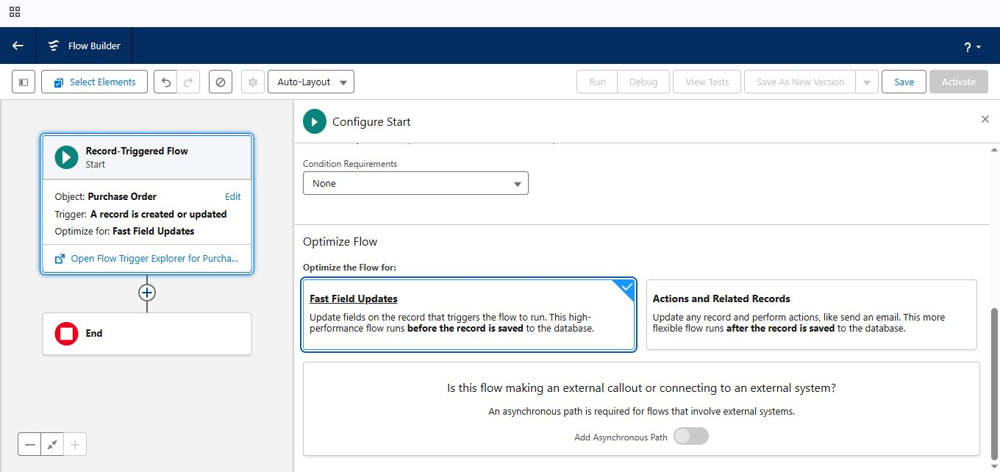 Flow Builder
?
Select Elements
Auto-Layout
Run
Debug
View Tests
Save As New Version
Save
Activate
Record-Triggered Flow
Start
Object: Purchase Order
Edit
Trigger: A record is created or updated
Optimize for: Fast Field Updates
Open Flow Trigger Explorer for Purcha...
End
Configure Start
Condition Requirements
None
Optimize Flow
Optimize the Flow for:
Fast Field Updates
Update fields on the record that triggers the flow to run. This high-
performance flow runs before the record is saved to the database.
Actions and Related Records
Update any record and perform actions, like send an email. This more
flexible flow runs after the record is saved to the database.
Is this flow making an external callout or connecting to an external system?
An asynchronous path is required for flows that involve external systems.
Add Asynchronous Path